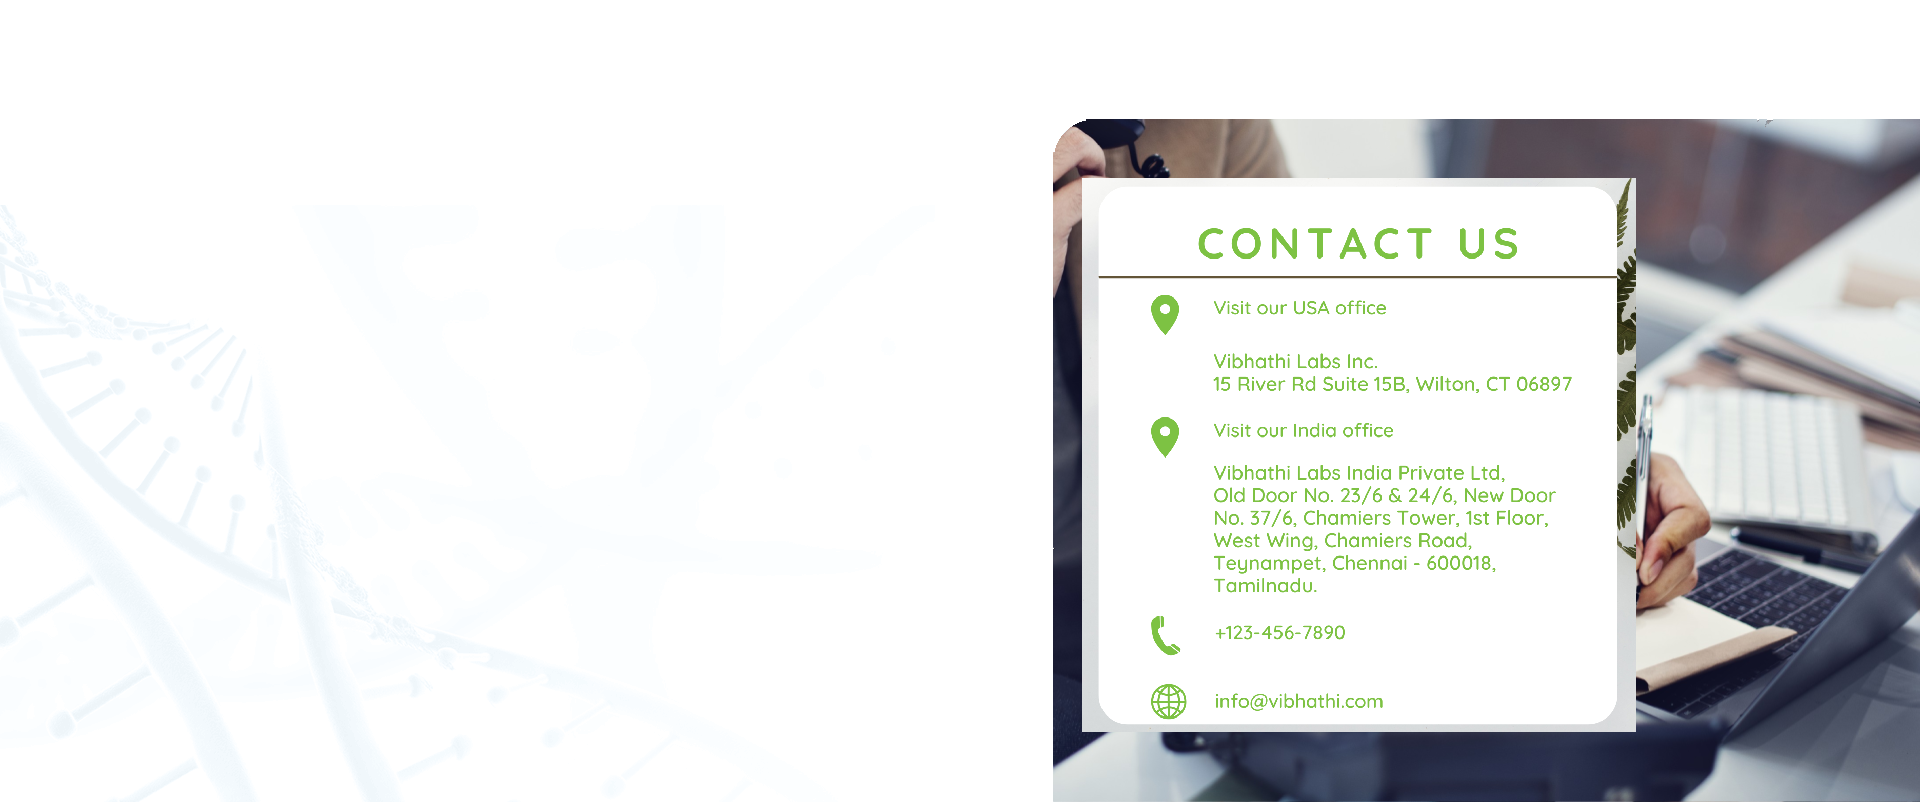 CONTACT US
Visit our USA office
Vibhathi Labs Inc.
15 River Rd Suite 15B, Wilton, CT 06897
Visit our India office
Vibhathi Labs India Private Ltd,
Old Door No. 23/6 & 24/6, New Door
No. 37/6, Chamiers Tower, 1st Floor,
West Wing, Chamiers Road,
Teynampet, Chennai - 600018,
Tamilnadu.
+123-456-7890
info@vibhathi.com